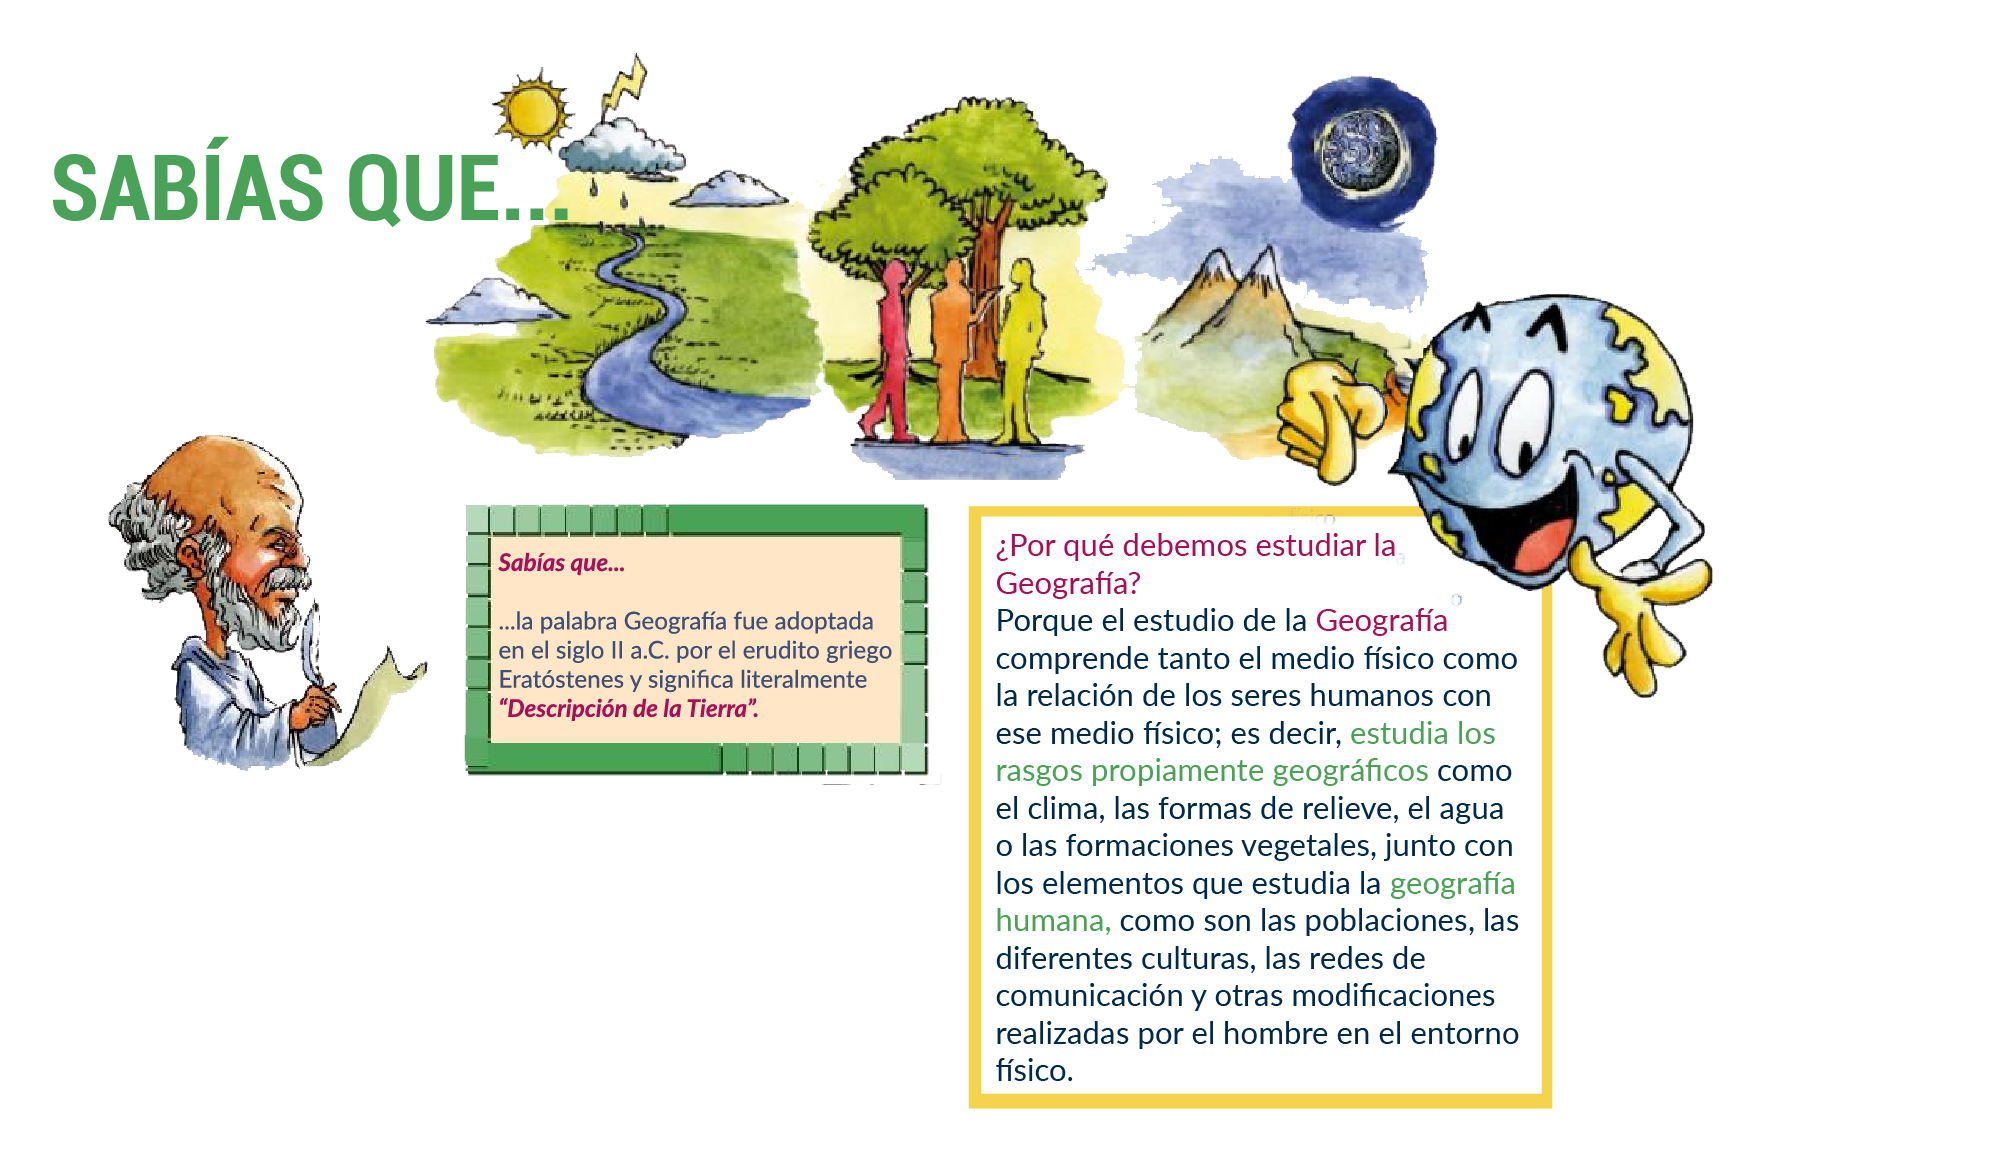 SABÍAS QUE...
Sabías que...
...la palabra Geografía fue adoptada
en el siglo II a.C. por el erudito griego
Eratóstenes y significa literalmente
“Descripción de la Tierra”.
¿Por qué debemos estudiar la
Geografía?
Porque el estudio de la Geografía
comprende tanto el medio físico como
la relación de los seres humanos con
ese medio físico; es decir, estudia los
rasgos propiamente geográficos como
el clima, las formas de relieve, el agua
o las formaciones vegetales, junto con
los elementos que estudia la geografía
humana, como son las poblaciones, las
diferentes culturas, las redes de
comunicación y otras modificaciones
realizadas por el hombre en el entorno
físico.